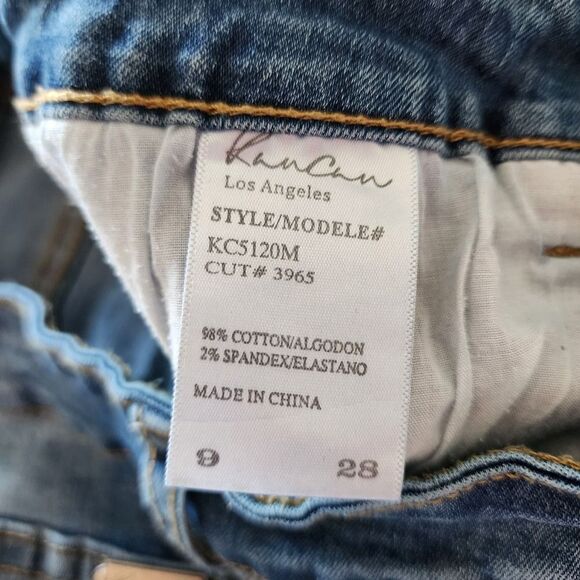 KanCan
Los Angeles
STYLE/MODELE#
KC5120M
CUT# 3965
98% COTTON/ALGODON
2% SPANDEX/ELASTANO
MADE IN CHINA
9 28